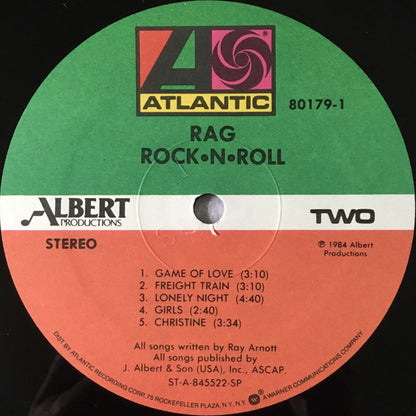 ATLANTIC
80179-1
RAG
ROCK•N•ROLL
ALBERT
PRODUCTIONS
TWO
STEREO
℗ 1984 Albert
Productions
1. GAME OF LOVE (3:10)
2. FREIGHT TRAIN (3:10)
3. LONELY NIGHT (4:40)
4. GIRLS (2:40)
5. CHRISTINE (3:34)
All songs written by Ray Arnott
All songs published by
J. Albert & Son (USA), Inc., ASCAP.
ST-A-845522-SP
DIST. BY ATLANTIC RECORDING CORP. 75 ROCKEFELLER PLAZA, N.Y. N.Y. A WARNER COMMUNICATIONS COMPANY